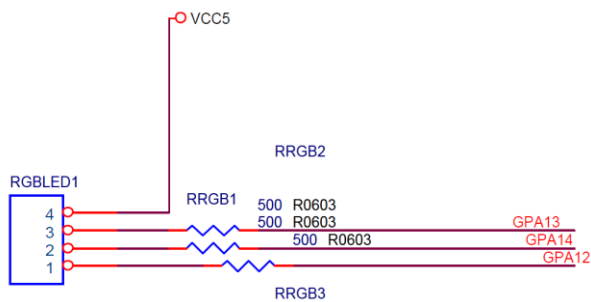 VCC5
RRGB2
RGBLED1
RRGB1
500 R0603
4
500 R0603
3
GPA13
500 R0603
2
GPA14
1
GPA12
RRGB3